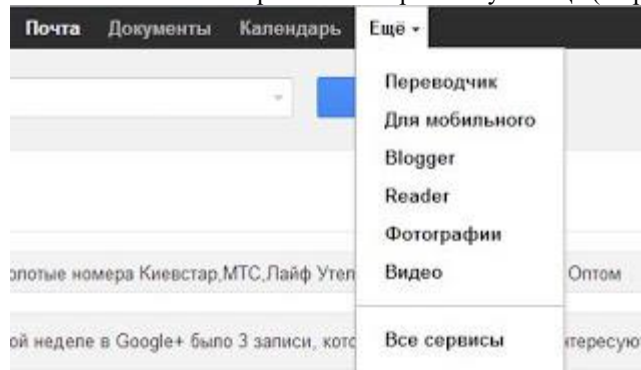 Почта Документы Календарь Ещё
Переводчик
Для мобильного
Blogger
Reader
Фотографии
Видео
номера Киевстар,МТС,Лайф Оптом
неделе в Google+ было 3 записи,
Все сервисы